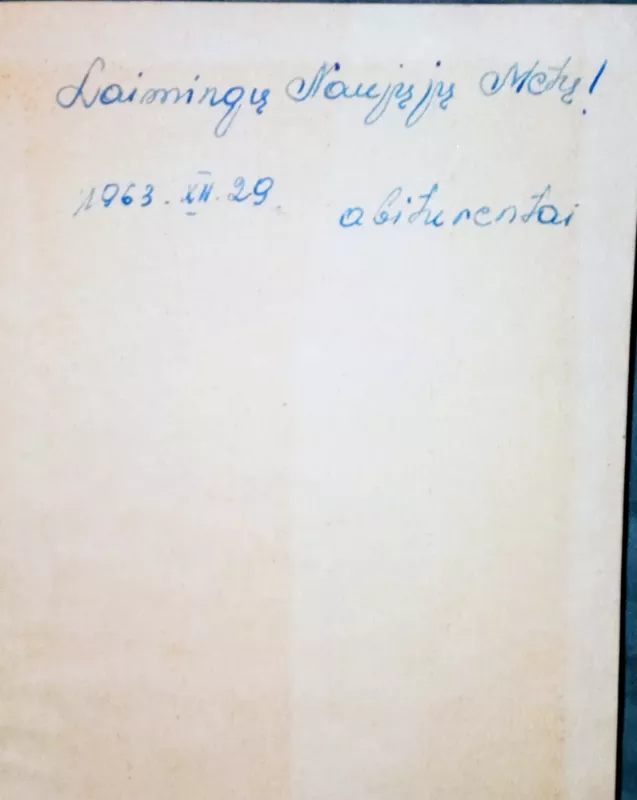 Laimingų Naujųjų Metų!
1963.XII.29. abiturentai